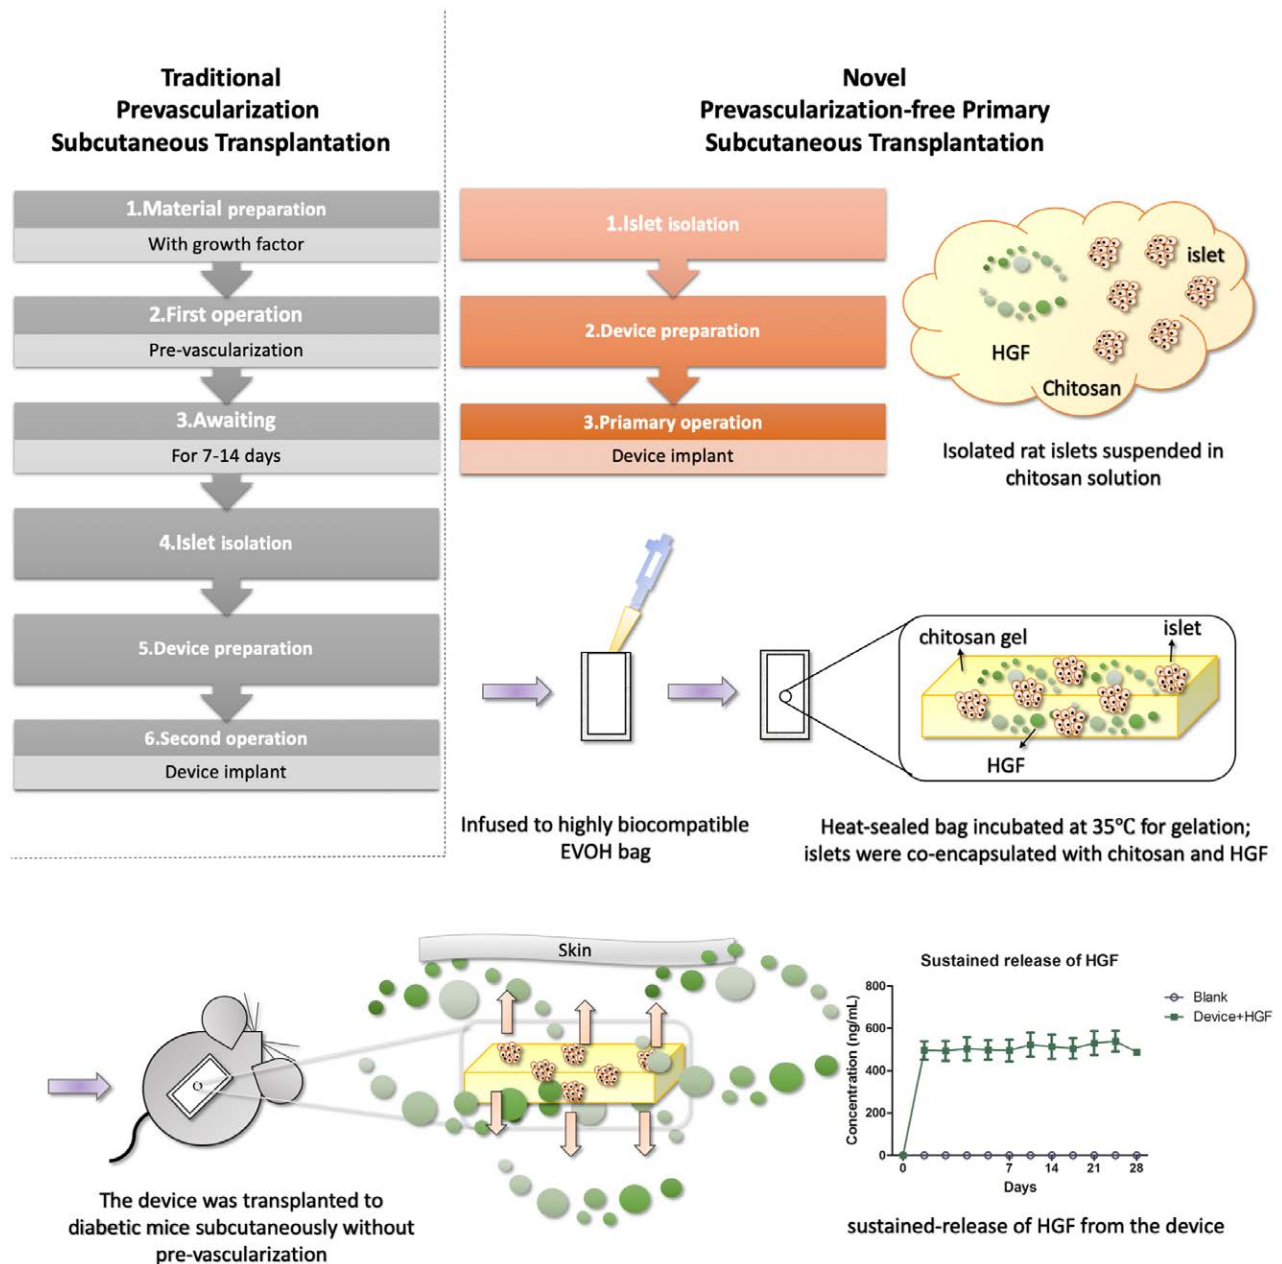 Traditional
Prevascularization
Subcutaneous Transplantation
1.Material preparation
With growth factor
2.First operation
Pre-vascularization
3.Awaiting
For 7-14 days
4.Islet isolation
5.Device preparation
6.Second operation
Device implant
Novel
Prevascularization-free Primary
Subcutaneous Transplantation
1.Islet isolation
2.Device preparation
3.Priamary operation
Device implant
islet
HGF
Chitosan
Isolated rat islets suspended in
chitosan solution
Infused to highly biocompatible
EVOH bag
chitosan gel
islet
HGF
Heat-sealed bag incubated at 35℃ for gelation;
islets were co-encapsulated with chitosan and HGF
The device was transplanted to
diabetic mice subcutaneously without
pre-vascularization
Skin
Sustained release of HGF
Concentration (ng/mL)
800
600
400
200
0
0 7 14 21 28
Days
Blank
Device+HGF
sustained-release of HGF from the device